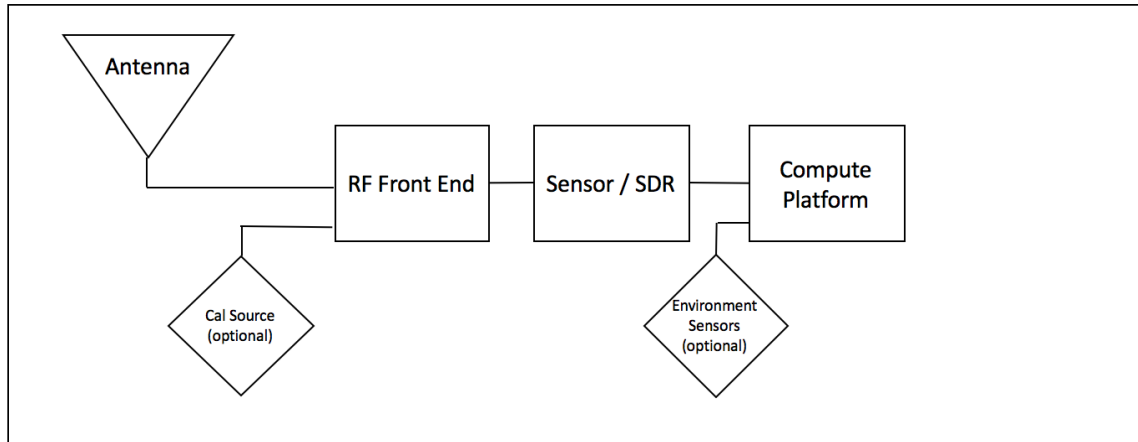 Antenna
RF Front End
Sensor / SDR
Compute
Platform
Cal Source
(optional)
Environment
Sensors
(optional)